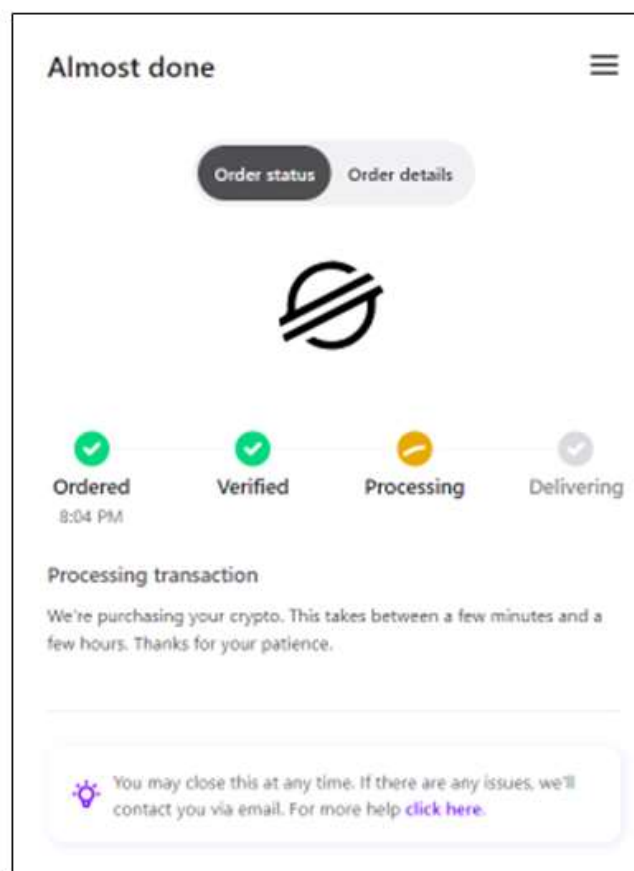 Almost done
Order status Order details
Ordered Verified Processing Delivering
8:04 PM
Processing transaction
We're purchasing your crypto. This takes between a few minutes and a
few hours. Thanks for your patience.
You may close this at any time. If there are any issues, we'll
contact you via email. For more help click here.